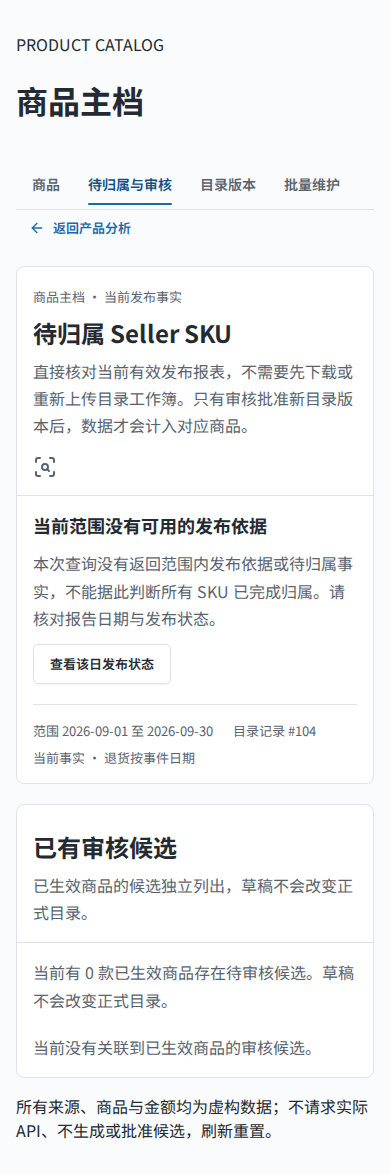 PRODUCT CATALOG
商品主档
商品 待归属与审核 目录版本 批量维护
← 返回产品分析
商品主档 · 当前发布事实
待归属 Seller SKU
直接核对当前有效发布报表，不需要先下载或
重新上传目录工作簿。只有审核批准新目录版
本后，数据才会计入对应商品。
当前范围没有可用的发布依据
本次查询没有返回范围内发布依据或待归属事
实，不能据此判断所有 SKU 已完成归属。请
核对报告日期与发布状态。
查看该日发布状态
范围 2026-09-01 至 2026-09-30 目录记录 #104
当前事实 · 退货按事件日期
已有审核候选
已生效商品的候选独立列出，草稿不会改变正
式目录。
当前有 0 款已生效商品存在待审核候选。草稿
不会改变正式目录。
当前没有关联到已生效商品的审核候选。
所有来源、商品与金额均为虚构数据；不请求实际
API、不生成或批准候选，刷新重置。